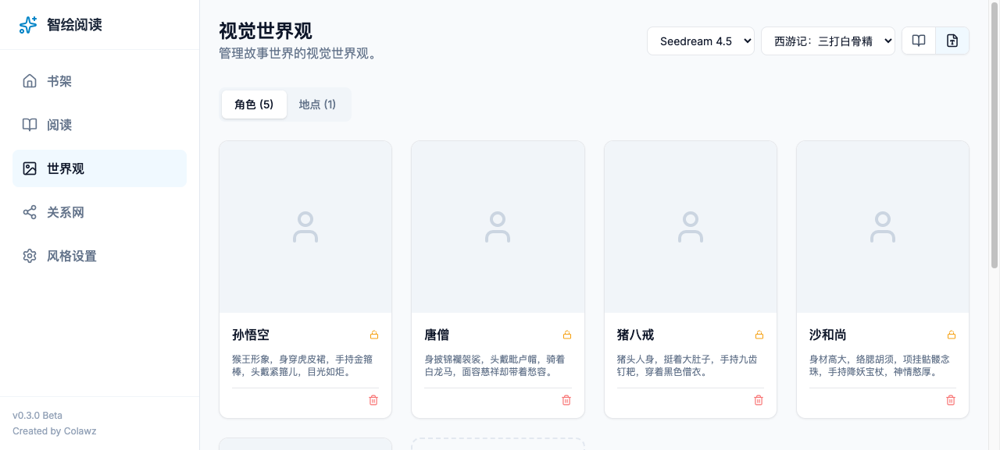 智绘阅读
书架
阅读
世界观
关系网
风格设置
v0.3.0 Beta
Created by Colawz
视觉世界观
管理故事世界的视觉世界观。
Seedream 4.5
西游记：三打白骨精
角色 (5)
地点 (1)
孙悟空
猴王形象，身穿虎皮裙，手持金箍
棒，头戴紧箍儿，目光如炬。
唐僧
身披锦襕袈裟，头戴毗卢帽，骑着
白龙马，面容慈祥却带着愁容。
猪八戒
猪头人身，挺着大肚子，手持九齿
钉耙，穿着黑色僧衣。
沙和尚
身材高大，络腮胡须，项挂骷髅念
珠，手持降妖宝杖，神情憨厚。